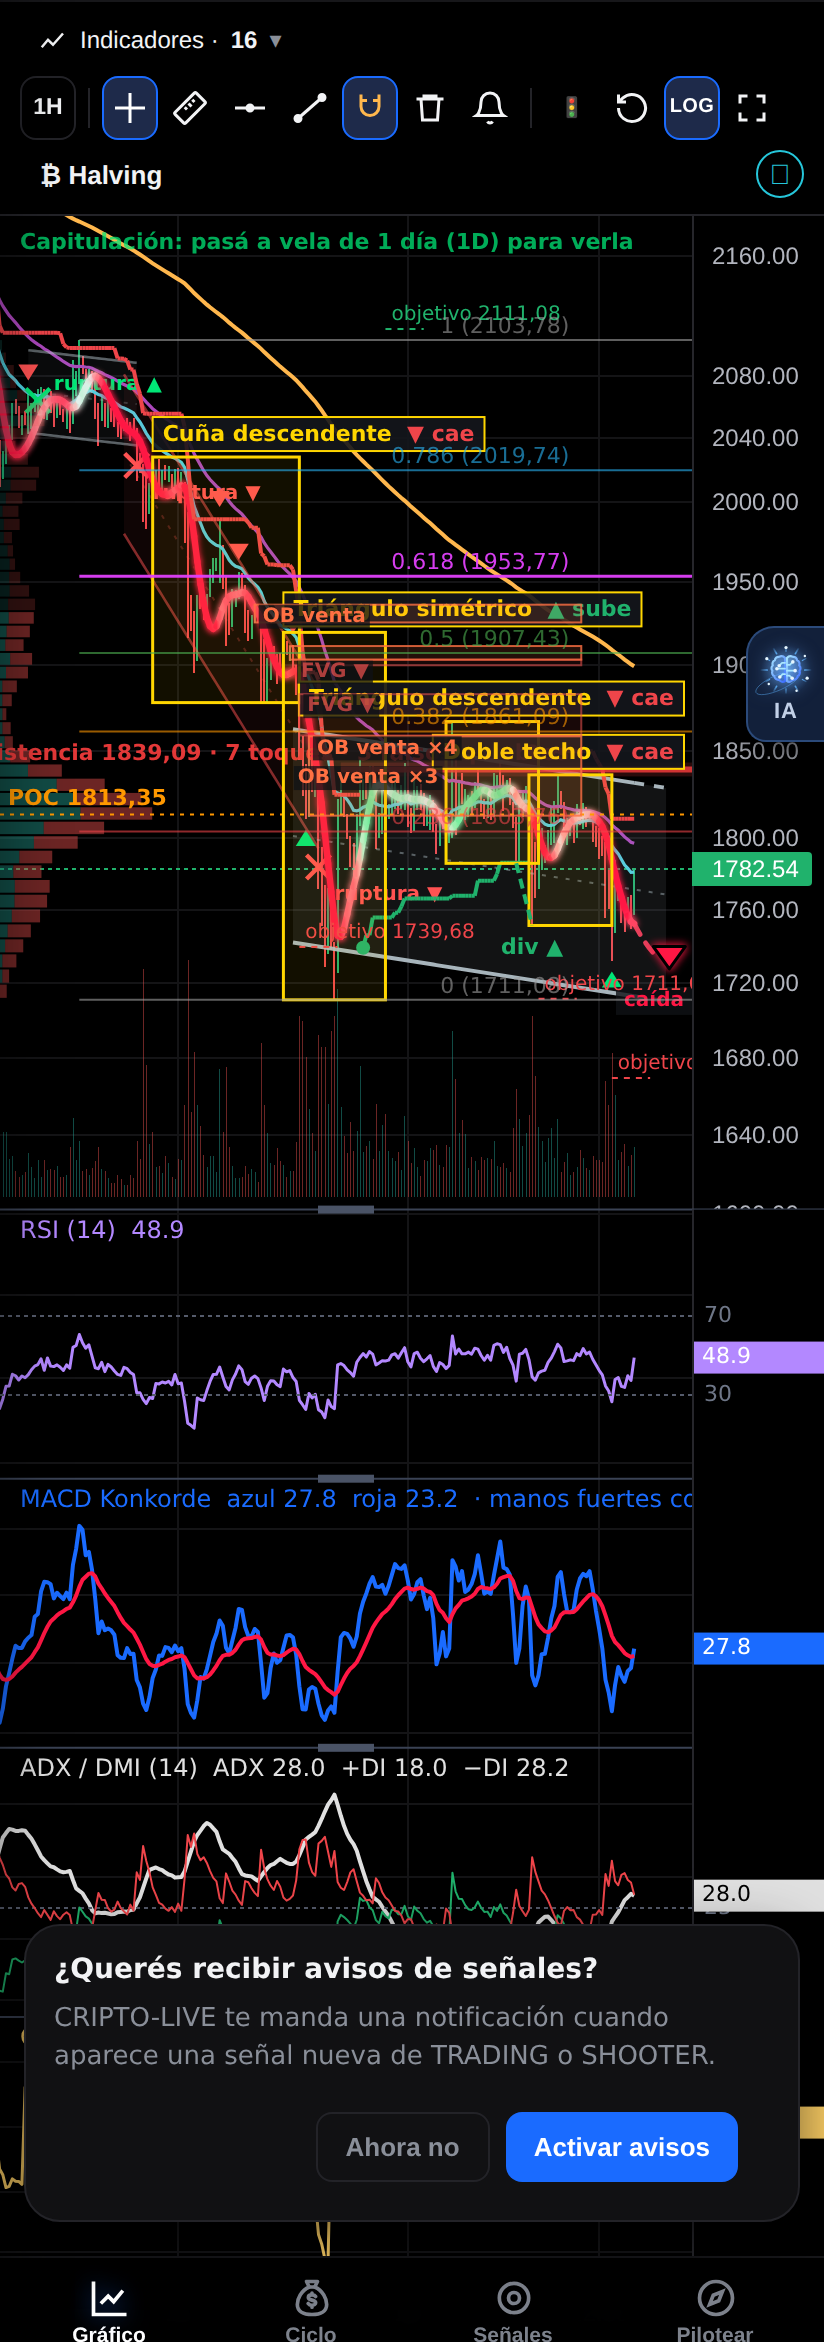 Indicadores · 16 ▾
1H
LOG
₿ Halving
Capitulación: pasá a vela de 1 día (1D) para verla
2160.00
objetivo 2111,08
1 (2103,78)
2080.00
ruptura ▲
Cuña descendente ▼ cae
2040.00
0.786 (2019,74)
ruptura ▼
2000.00
0.618 (1953,77)
1950.00
Triángulo simétrico ▲ sube
OB venta
0.5 (1907,43)
FVG ▼
Triángulo descendente ▼ cae
FVG ▼
0.382 (1861,09)
IA
istencia 1839,09 · 7 toqu
OB venta ×4
Doble techo ▼ cae
1850.00
OB venta ×3
POC 1813,35
1800.00
1782.54
ruptura ▼
1760.00
objetivo 1739,68
div ▲
0 (1711,08)
objetivo 1711,0
1720.00
caída
objetivo
1680.00
1640.00
RSI (14) 48.9
70
48.9
30
MACD Konkorde azul 27.8 roja 23.2 · manos fuertes co
27.8
ADX / DMI (14) ADX 28.0 +DI 18.0 −DI 28.2
28.0
¿Querés recibir avisos de señales?
CRIPTO-LIVE te manda una notificación cuando
aparece una señal nueva de TRADING o SHOOTER.
Ahora no
Activar avisos
Gráfico
Ciclo
Señales
Pilotear